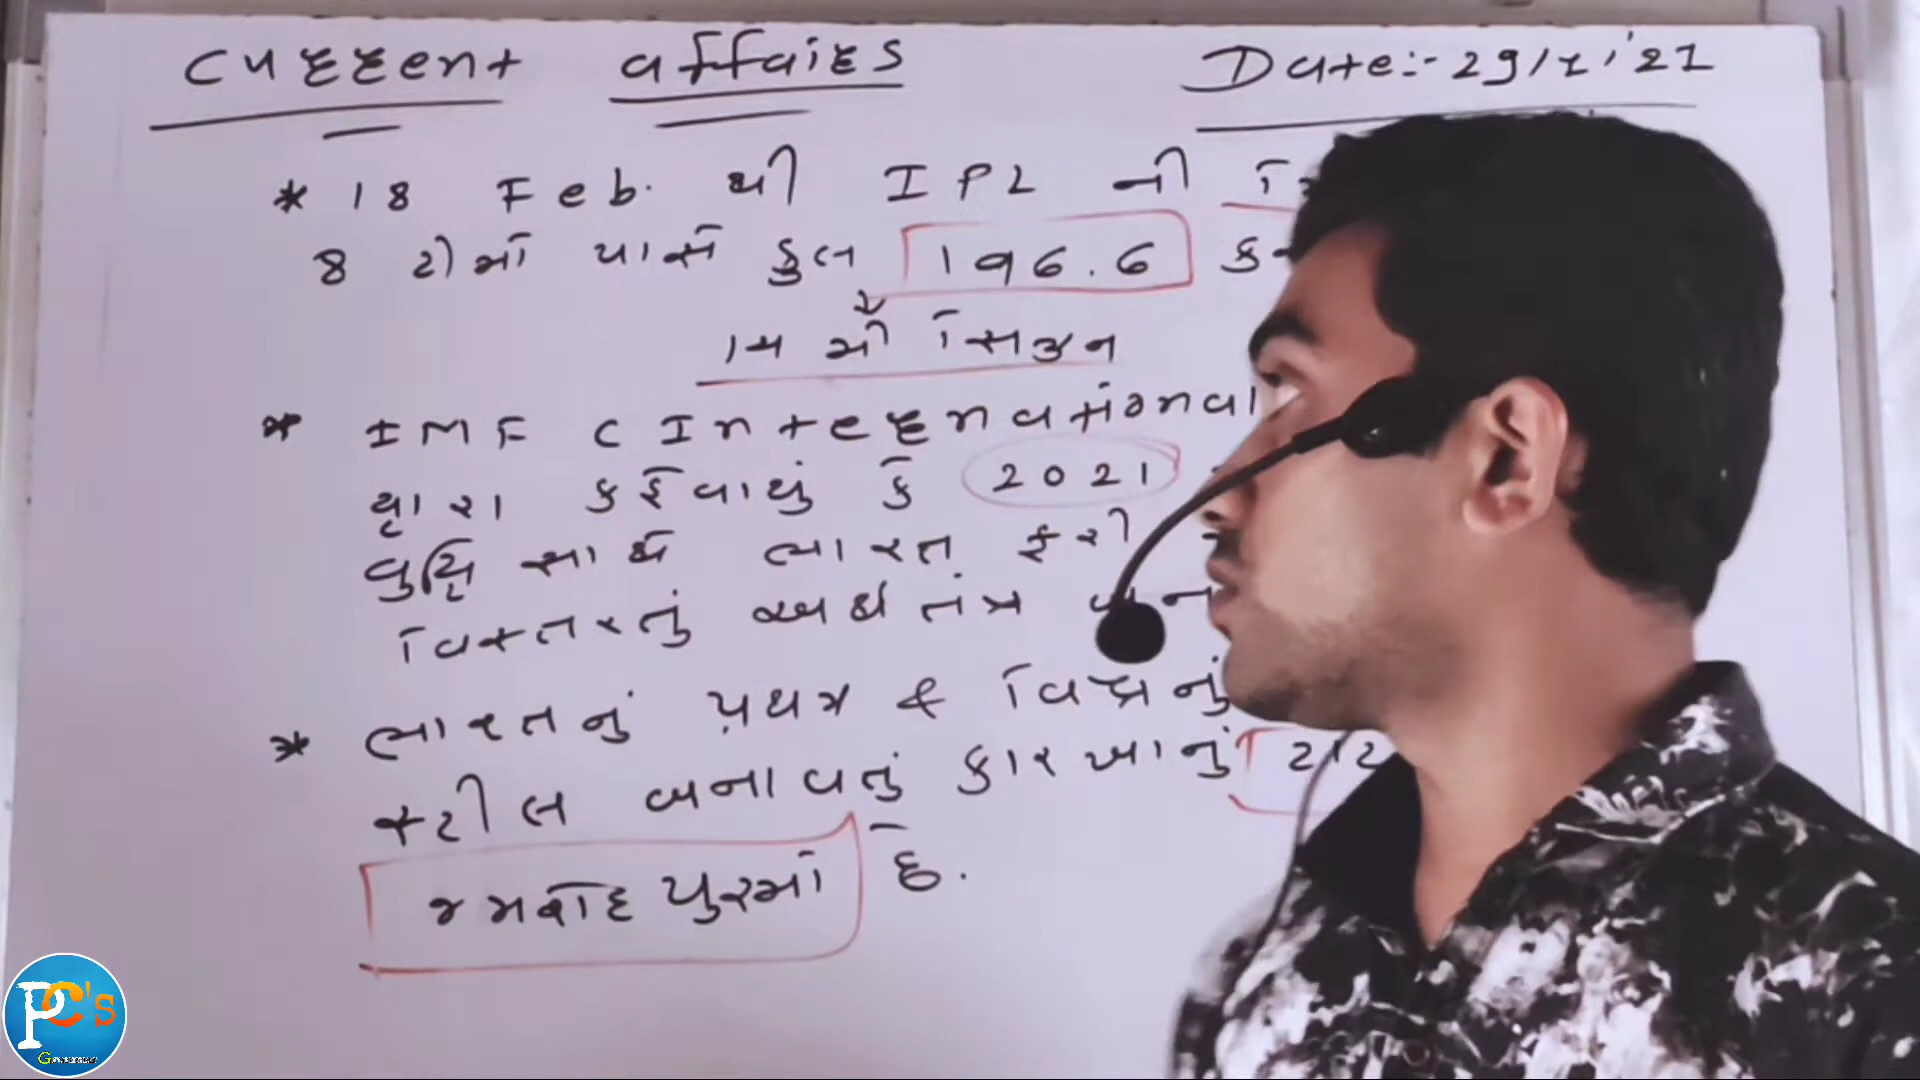 Current affairs
Date:- 29/1/'21
* 18 Feb. થી IPL ની
8 ટીમો પાસે કુલ 196.6
14 મી સિઝન
* IMF (International
દ્વારા કહેવાયું કે 2021
વૃદ્ધિ સાથે ભારત ફરી
વિસ્તરતું અર્થતંત્ર
* ભારતનું પ્રથમ & વિશ્વનું
સ્ટીલ બનાવતું કારખાનું
જમશેદપુરમાં છે.
PC's